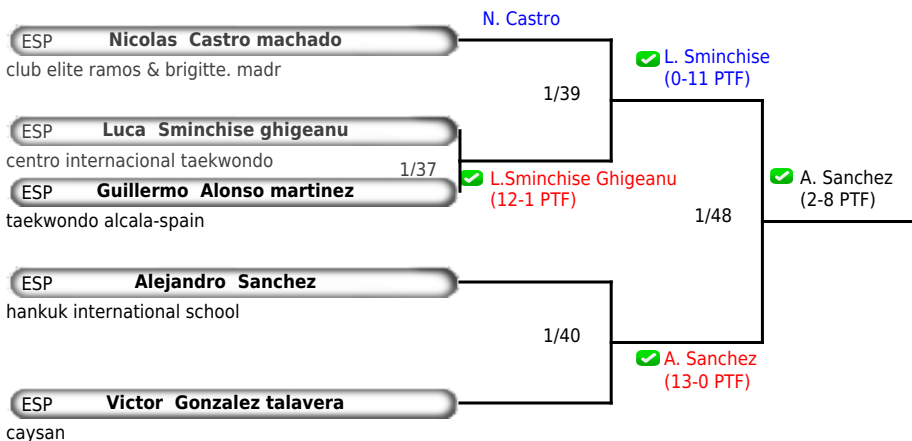 N. Castro
ESP Nicolas Castro machado
club elite ramos & brigitte. madr
L. Sminchise
(0-11 PTF)
1/39
ESP Luca Sminchise ghigeanu
centro internacional taekwondo
1/37
L.Sminchise Ghigeanu
(12-1 PTF)
ESP Guillermo Alonso martinez
taekwondo alcala-spain
A. Sanchez
(2-8 PTF)
1/48
ESP Alejandro Sanchez
hankuk international school
1/40
A. Sanchez
(13-0 PTF)
ESP Victor Gonzalez talavera
caysan